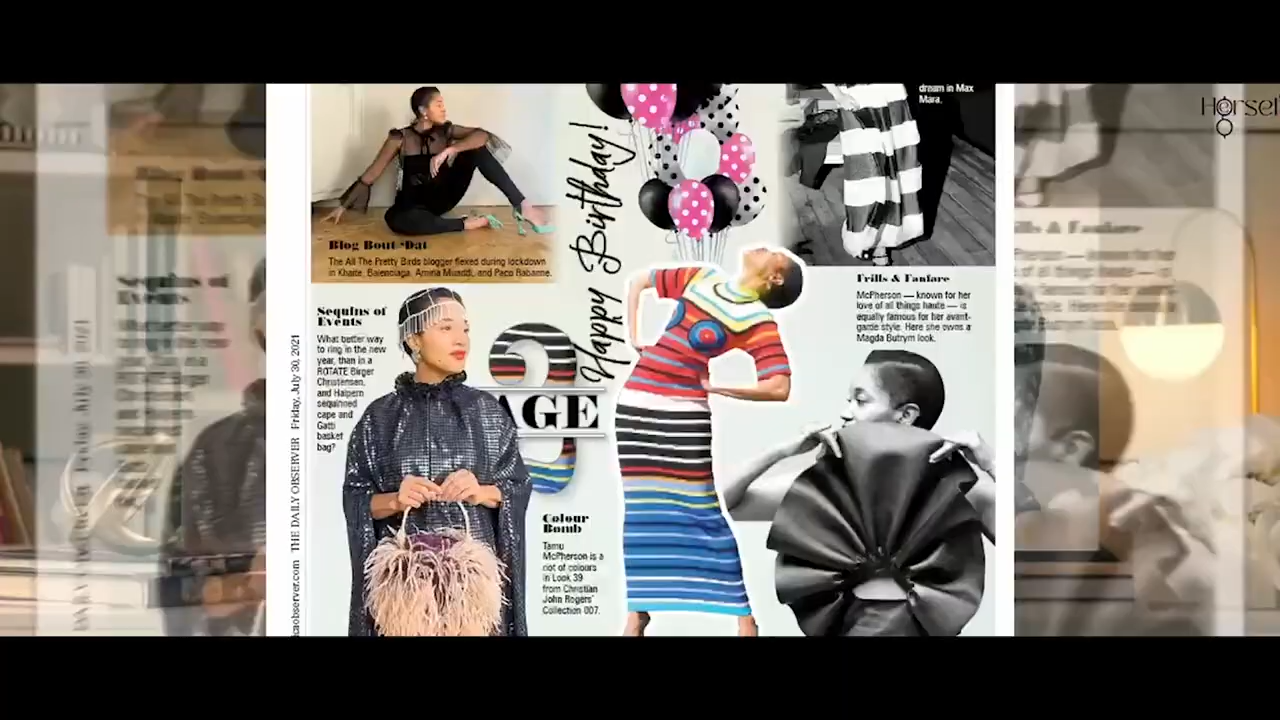 dream in Max
Mara.
Horsel
Happy Birthday!
Blog Bout ‘Dat
The All The Pretty Birds blogger flexed during lockdown
in Khaite, Balenciaga, Amina Muaddi, and Paco Rabanne.
Frills & Fanfare
McPherson — known for her
love of all things haute — is
equally famous for her avant-
garde style. Here she owns a
Magda Butrym look.
Sequins of
Events
What better way
to ring in the new
year, than in a
ROTATE Birger
Christensen,
and Halpern
sequinned
cape and
Gatti
basket
bag?
AGE
3
Colour
Bomb
Tamu
McPherson is a
riot of colours
in Look 39
from Christian
John Rogers’
Collection 007.
caobserver.com THE DAILY OBSERVER Friday, July 30, 2021